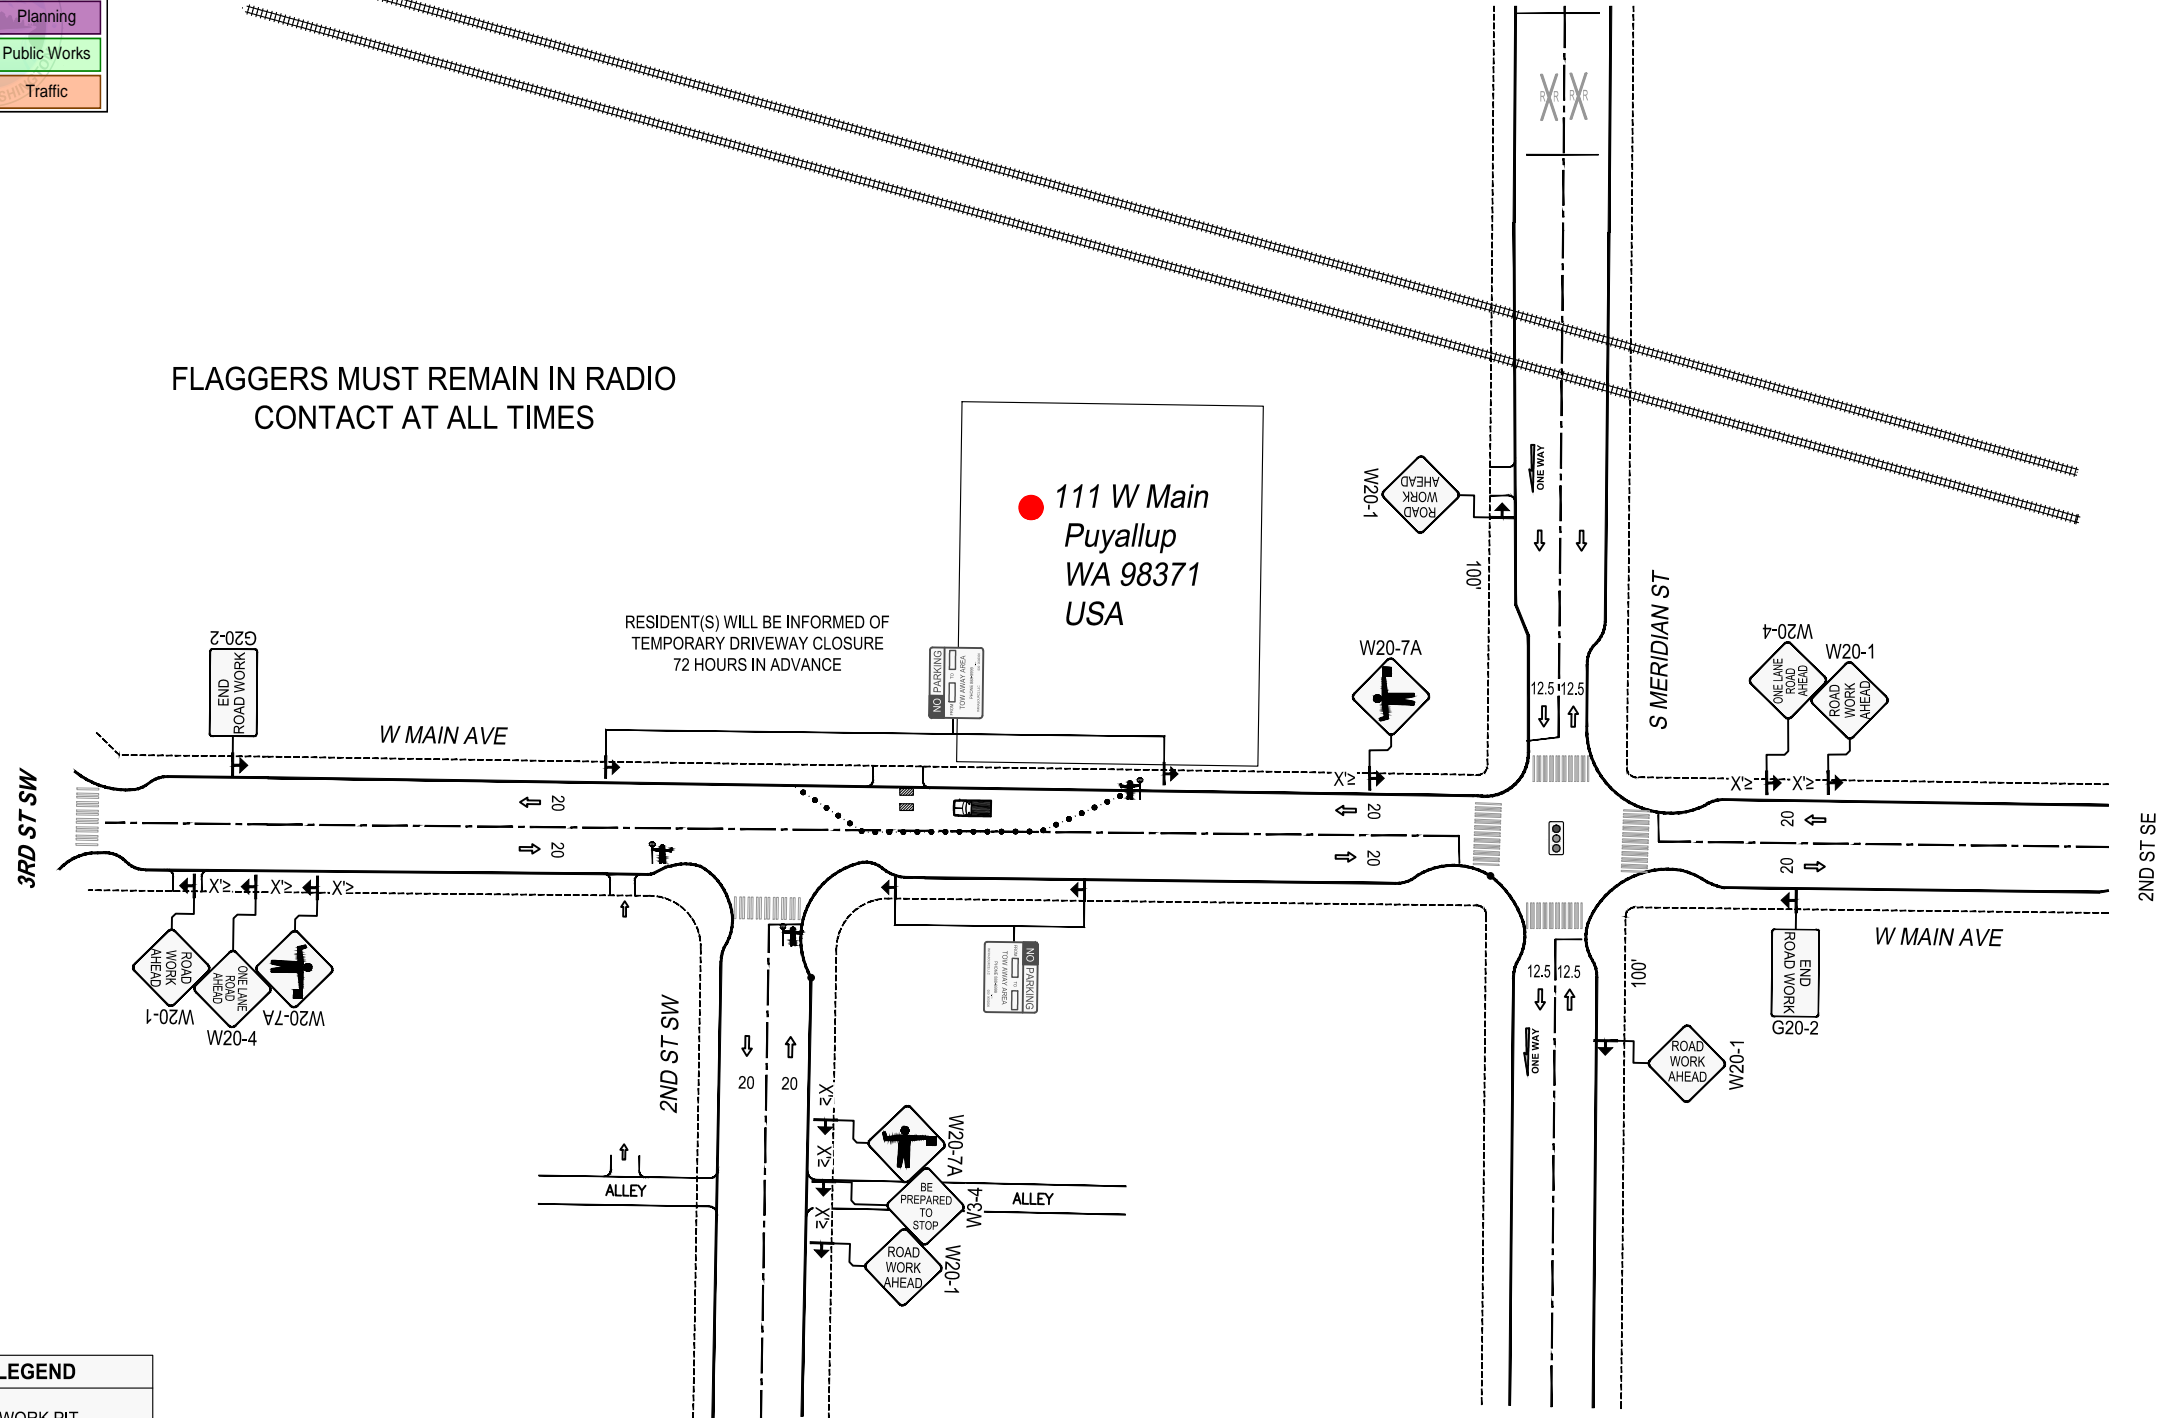 Planning
Public Works
Traffic
FLAGGERS MUST REMAIN IN RADIO
CONTACT AT ALL TIMES
111 W Main
Puyallup
WA 98371
USA
RESIDENT(S) WILL BE INFORMED OF
TEMPORARY DRIVEWAY CLOSURE
72 HOURS IN ADVANCE
NO PARKING
TOW AWAY AREA
R R
R R
ONE WAY
W20-1
ROAD
WORK
AHEAD
100'
S MERIDIAN ST
W20-7A
12.5
12.5
W20-4
ONE LANE
ROAD
AHEAD
W20-1
ROAD
WORK
AHEAD
G20-2
END
ROAD WORK
W MAIN AVE
3RD ST SW
≤'X
≤'X
≤'X
20
20
20
20
20
20
2ND ST SE
≤'X
≤'X
≤'X
ROAD
WORK
AHEAD
W20-1
ONE LANE
ROAD
AHEAD
W20-4
W20-7A
NO PARKING
TOW AWAY AREA
W MAIN AVE
END
ROAD WORK
G20-2
12.5
12.5
100'
ONE WAY
ROAD
WORK
AHEAD
W20-1
2ND ST SW
20
20
≤'X
≤'X
≤'X
W20-7A
BE
PREPARED
TO
STOP
W3-4
ROAD
WORK
AHEAD
W20-1
ALLEY
ALLEY
LEGEND
WORK PIT